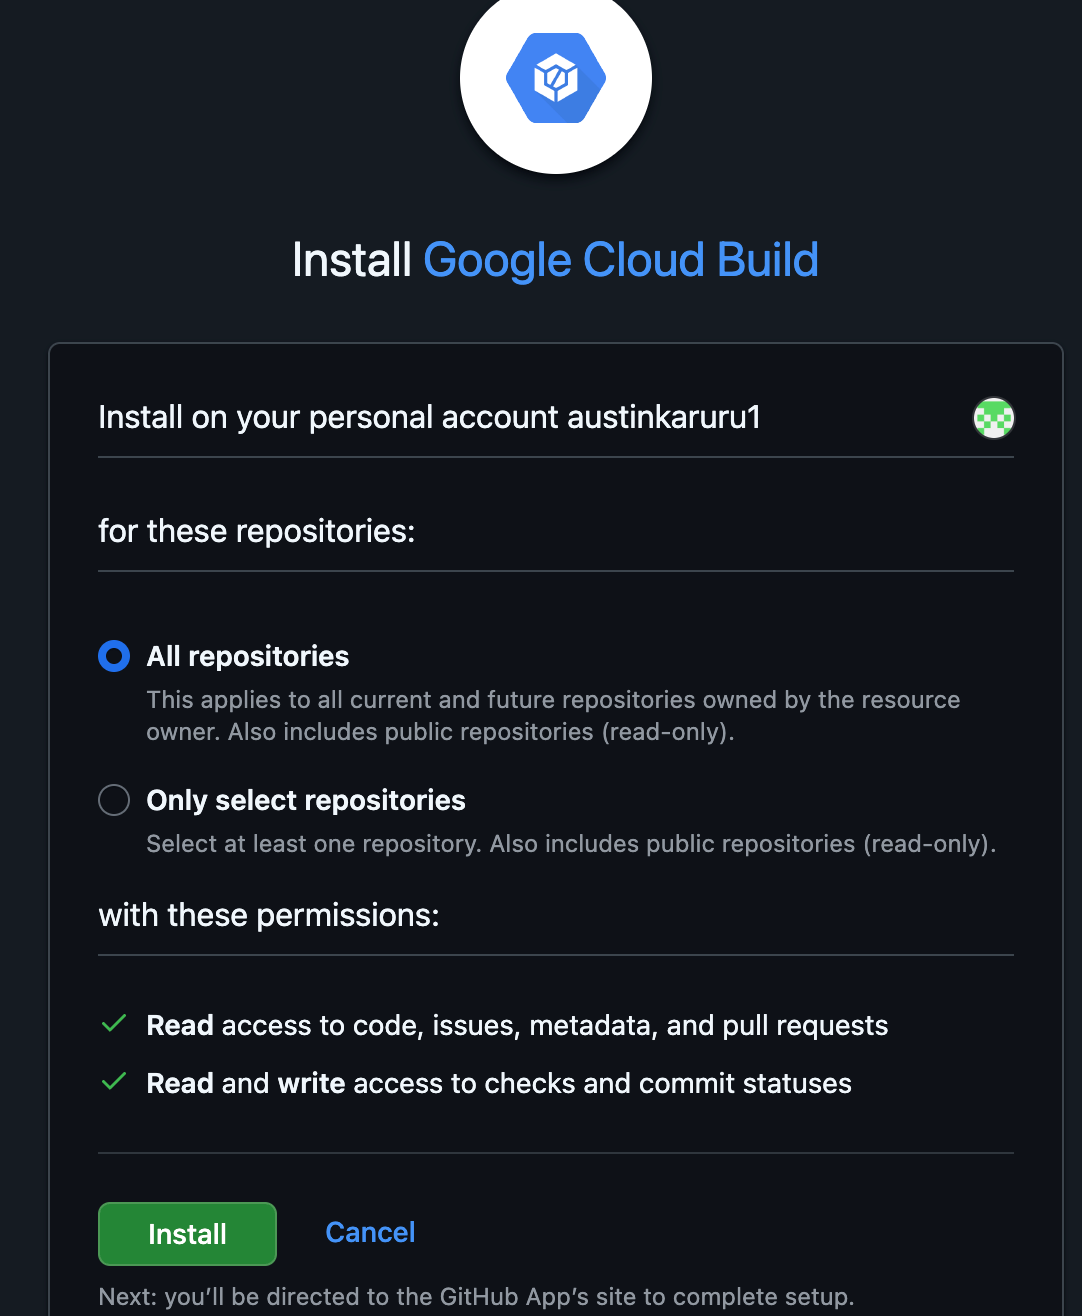 Install Google Cloud Build
Install on your personal account austinkaruru1
for these repositories:
All repositories
This applies to all current and future repositories owned by the resource
owner. Also includes public repositories (read-only).
Only select repositories
Select at least one repository. Also includes public repositories (read-only).
with these permissions:
Read access to code, issues, metadata, and pull requests
Read and write access to checks and commit statuses
Install Cancel
Next: you’ll be directed to the GitHub App’s site to complete setup.